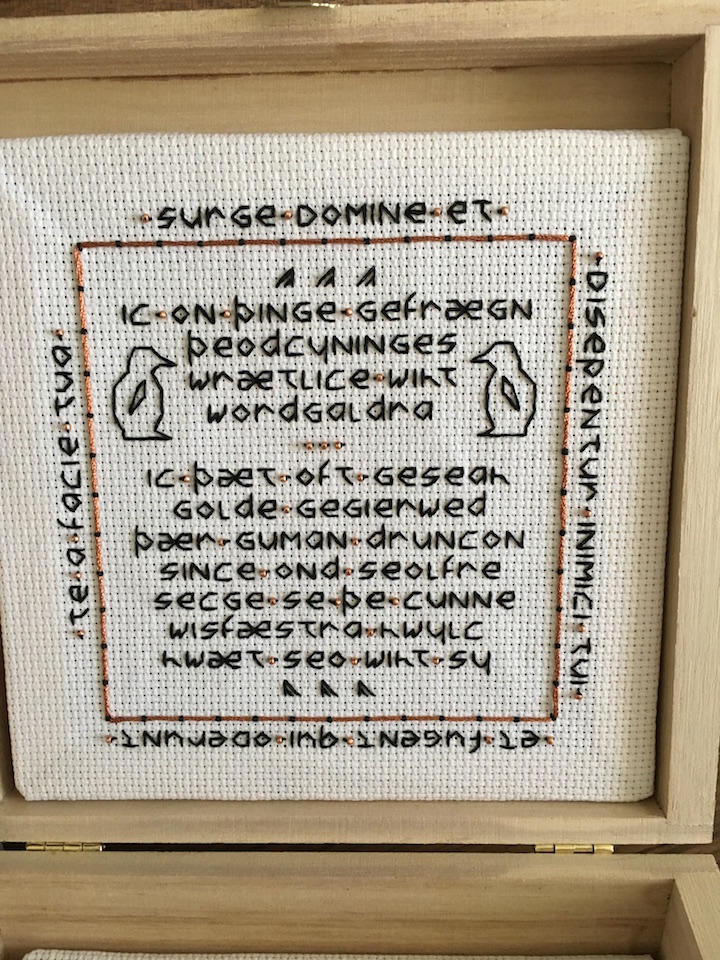 ·SURGE·DOMINE·ET·
·DISEPENTUR·INIMICI·TUI·
·ET·FUGENT·QUI·ODERUNT·
·TE·A·FACIE·TUA·
IC·ON·ÞINGE·GEFRÆGN
ÞEODCYNINGES
WRÆTLICE·WIHT
WORDGALDRA
IC·ÞÆT·OFT·GESEAH
GOLDE·GEGIERWED
ÞÆR·GUMAN·DRUNCON
SINCE·OND·SEOLFRE
SECGE·SE·ÞE·CUNNE
WISFÆSTRA·HWYLC
HWÆT·SEO·WIHT·SY